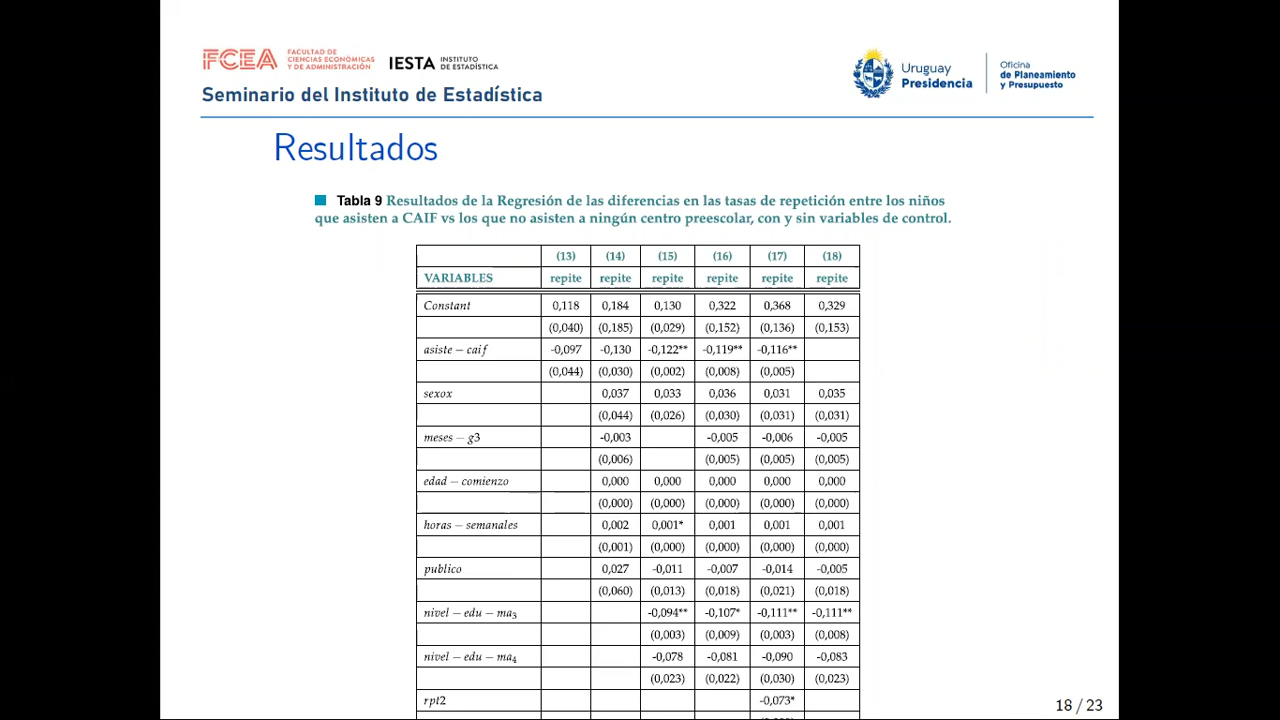 FCEA FACULTAD DE CIENCIAS ECONÓMICAS Y DE ADMINISTRACIÓN IESTA INSTITUTO DE ESTADÍSTICA
Uruguay Presidencia Oficina de Planeamiento y Presupuesto
Seminario del Instituto de Estadística
Resultados
Tabla 9 Resultados de la Regresión de las diferencias en las tasas de repetición entre los niños
que asisten a CAIF vs los que no asisten a ningún centro preescolar, con y sin variables de control.
(13) (14) (15) (16) (17) (18)
VARIABLES repite repite repite repite repite repite
Constant 0,118 0,184 0,130 0,322 0,368 0,329
(0,040) (0,185) (0,029) (0,152) (0,136) (0,153)
asiste – caif -0,097 -0,130 -0,122** -0,119** -0,116**
(0,044) (0,030) (0,002) (0,008) (0,005)
sexox 0,037 0,033 0,036 0,031 0,035
(0,044) (0,026) (0,030) (0,031) (0,031)
meses – g3 -0,003 -0,005 -0,006 -0,005
(0,006) (0,005) (0,005) (0,005)
edad – comienzo 0,000 0,000 0,000 0,000 0,000
(0,000) (0,000) (0,000) (0,000) (0,000)
horas – semanales 0,002 0,001* 0,001 0,001 0,001
(0,001) (0,000) (0,000) (0,000) (0,000)
publico 0,027 -0,011 -0,007 -0,014 -0,005
(0,060) (0,013) (0,018) (0,021) (0,018)
nivel – edu – ma3 -0,094** -0,107* -0,111** -0,111**
(0,003) (0,009) (0,003) (0,008)
nivel – edu – ma4 -0,078 -0,081 -0,090 -0,083
(0,023) (0,022) (0,030) (0,023)
rpt2 -0,073*
18 / 23